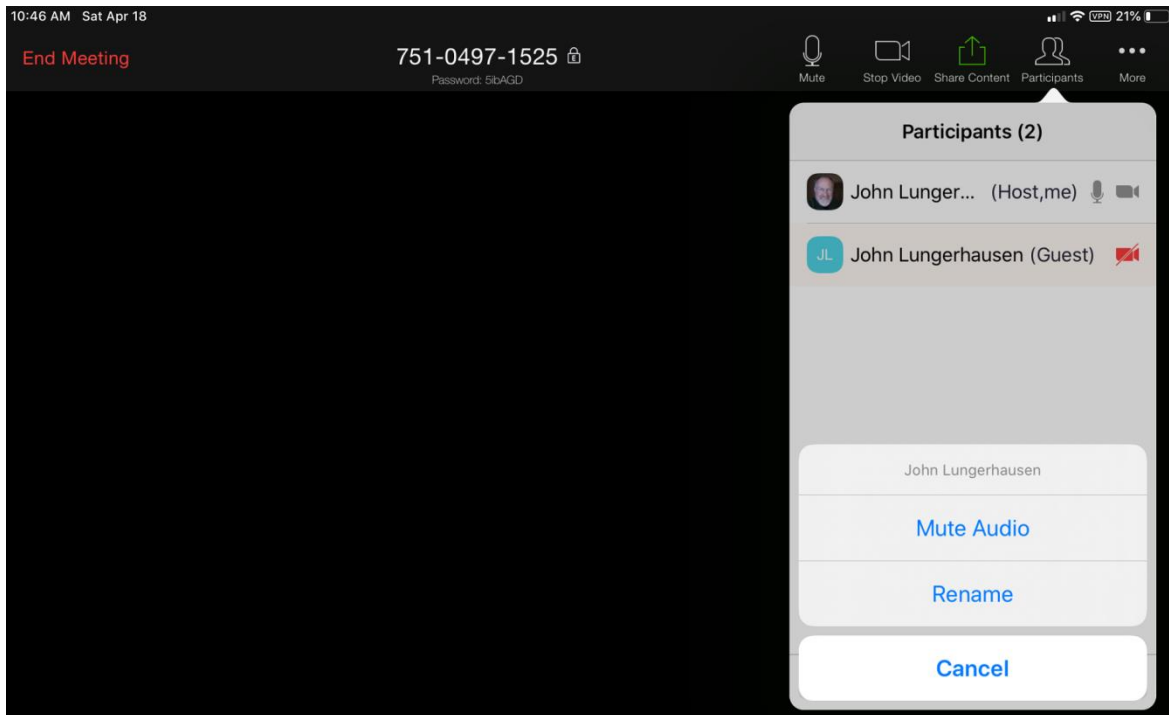 10:46 AM Sat Apr 18
VPN 21%
End Meeting
751-0497-1525
Password: 5ibAGD
Mute
Stop Video
Share Content
Participants
More
Participants (2)
John Lunger... (Host,me)
JL John Lungerhausen (Guest)
John Lungerhausen
Mute Audio
Rename
Cancel